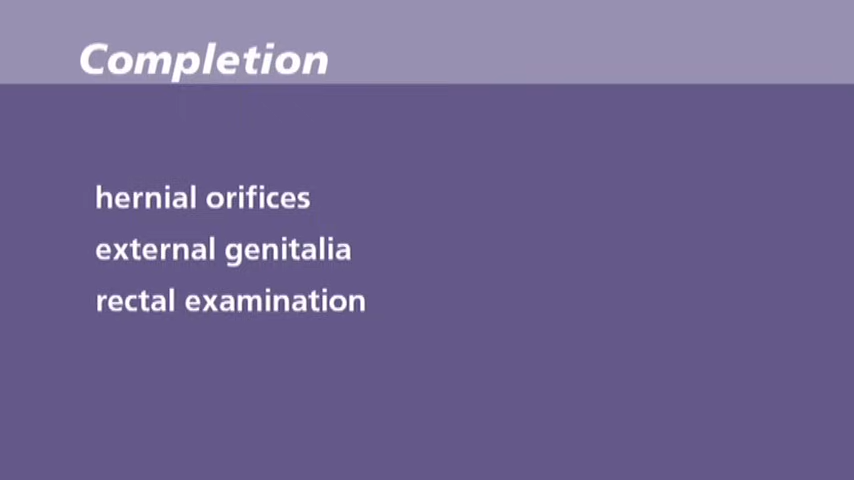 Completion
hernial orifices
external genitalia
rectal examination